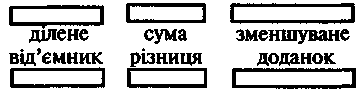 ділене сума зменшуване
від'ємник різниця доданок